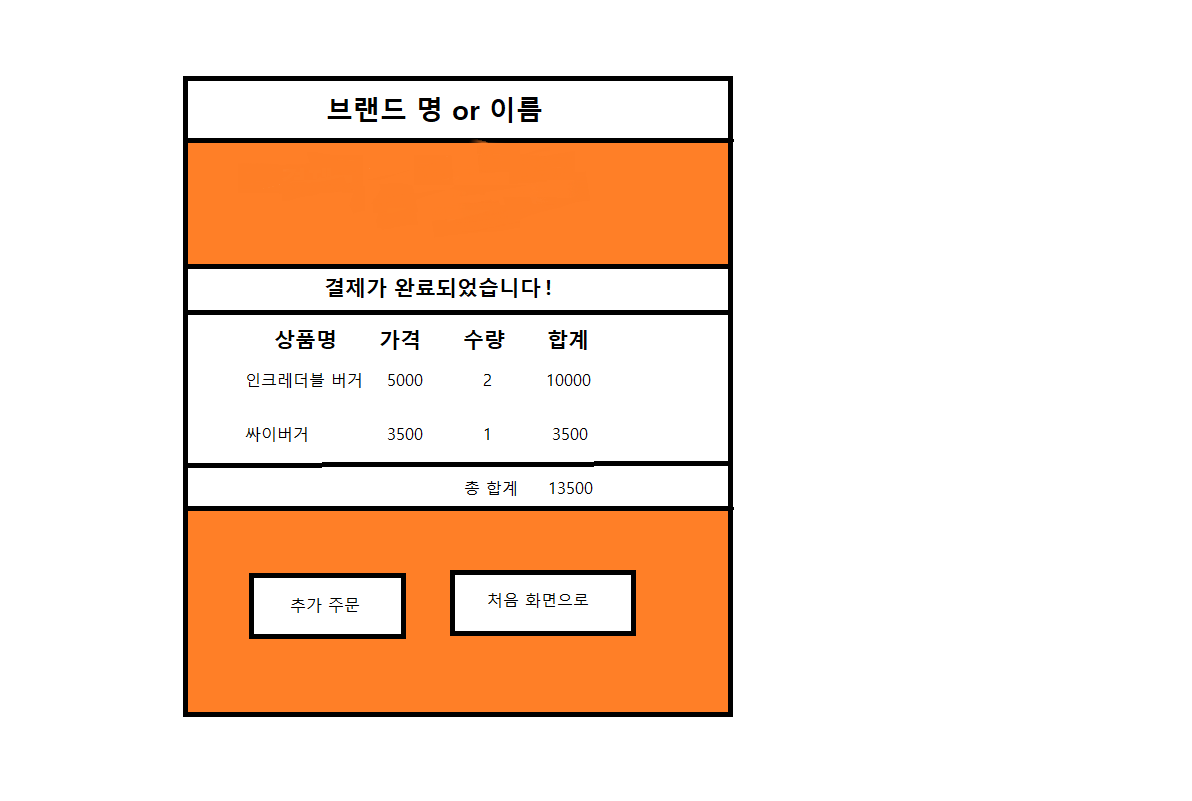 브랜드 명 or 이름
결제가 완료되었습니다!
상품명 가격 수량 합계
인크레더블 버거 5000 2 10000
싸이버거 3500 1 3500
총 합계 13500
추가 주문 처음 화면으로